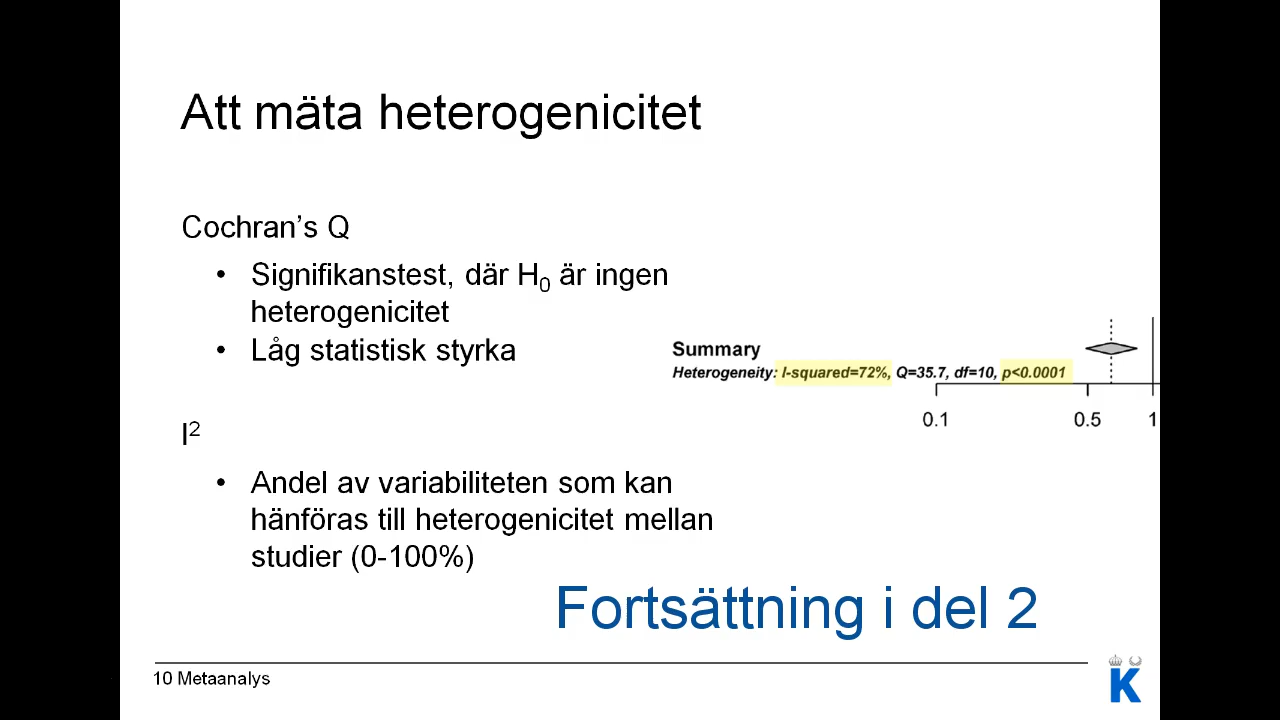 Att mäta heterogenicitet
Cochran’s Q
• Signifikanstest, där H₀ är ingen
heterogenicitet
• Låg statistisk styrka
Summary
Heterogeneity: I-squared=72%, Q=35.7, df=10, p<0.0001
0.1 0.5 1
I²
• Andel av variabiliteten som kan
hänföras till heterogenicitet mellan
studier (0-100%)
Fortsättning i del 2
10 Metaanalys
K